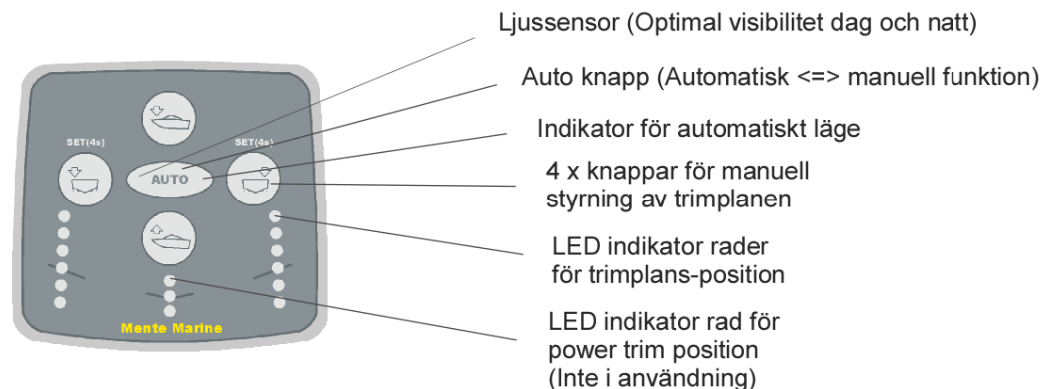 Ljussensor (Optimal visibilitet dag och natt)
Auto knapp (Automatisk <=> manuell funktion)
Indikator för automatiskt läge
4 x knappar för manuell
styrning av trimplanen
LED indikator rader
för trimplans-position
LED indikator rad för
power trim position
(Inte i användning)
SET(4s)
SET(4s)
AUTO
Mente Marine